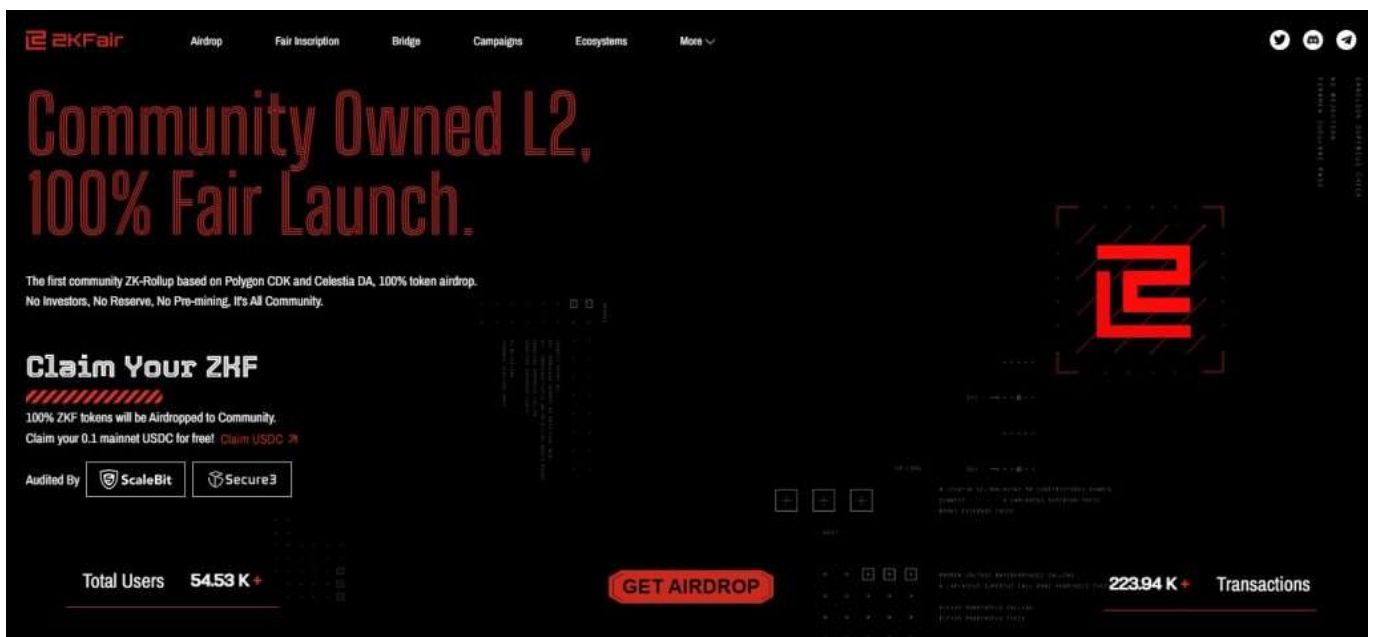 ZKFair
Airdrop
Fair Inscription
Bridge
Campaigns
Ecosystems
More
Community Owned L2,
100% Fair Launch.
The first community ZK-Rollup based on Polygon CDK and Celestia DA, 100% token airdrop.
No Investors, No Reserve, No Pre-mining, It's All Community.
Claim Your ZKF
100% ZKF tokens will be Airdropped to Community.
Claim your 0.1 mainnet USDC for free! Claim USDC
Audited By
ScaleBit
Secure3
Total Users 54.53 K +
GET AIRDROP
223.94 K + Transactions